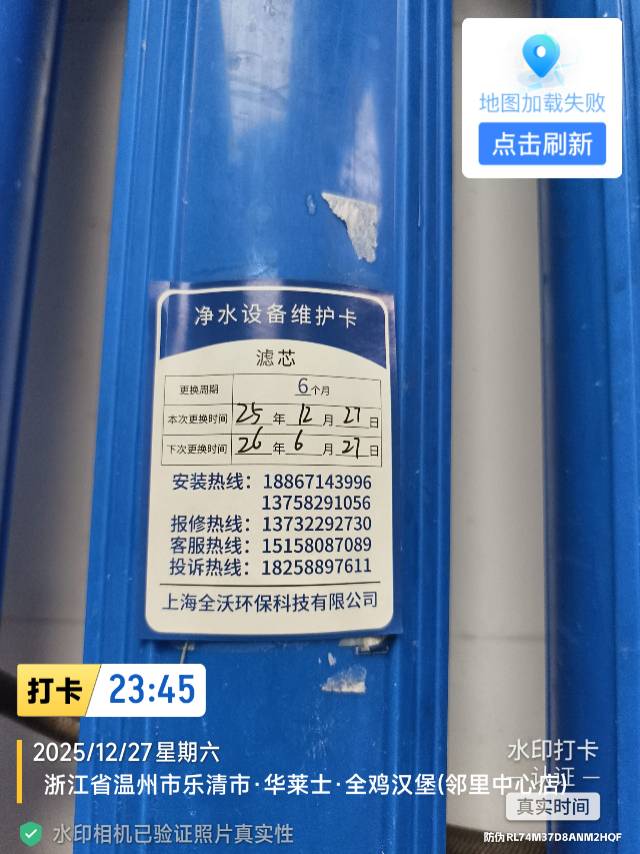 地图加载失败
点击刷新
净水设备维护卡
滤芯
更换周期 6个月
本次更换时间 25年12月27日
下次更换时间 26年6月27日
安装热线：18867143996
13758291056
报修热线：13732292730
客服热线：15158087089
投诉热线：18258897611
上海全沃环保科技有限公司
打卡 23:45
2025/12/27 星期六
浙江省温州市乐清市·华莱士·全鸡汉堡(邻里中心店)
水印打卡
认证
真实时间
水印相机已验证照片真实性
防伪 RL74M37D8ANM2HQF